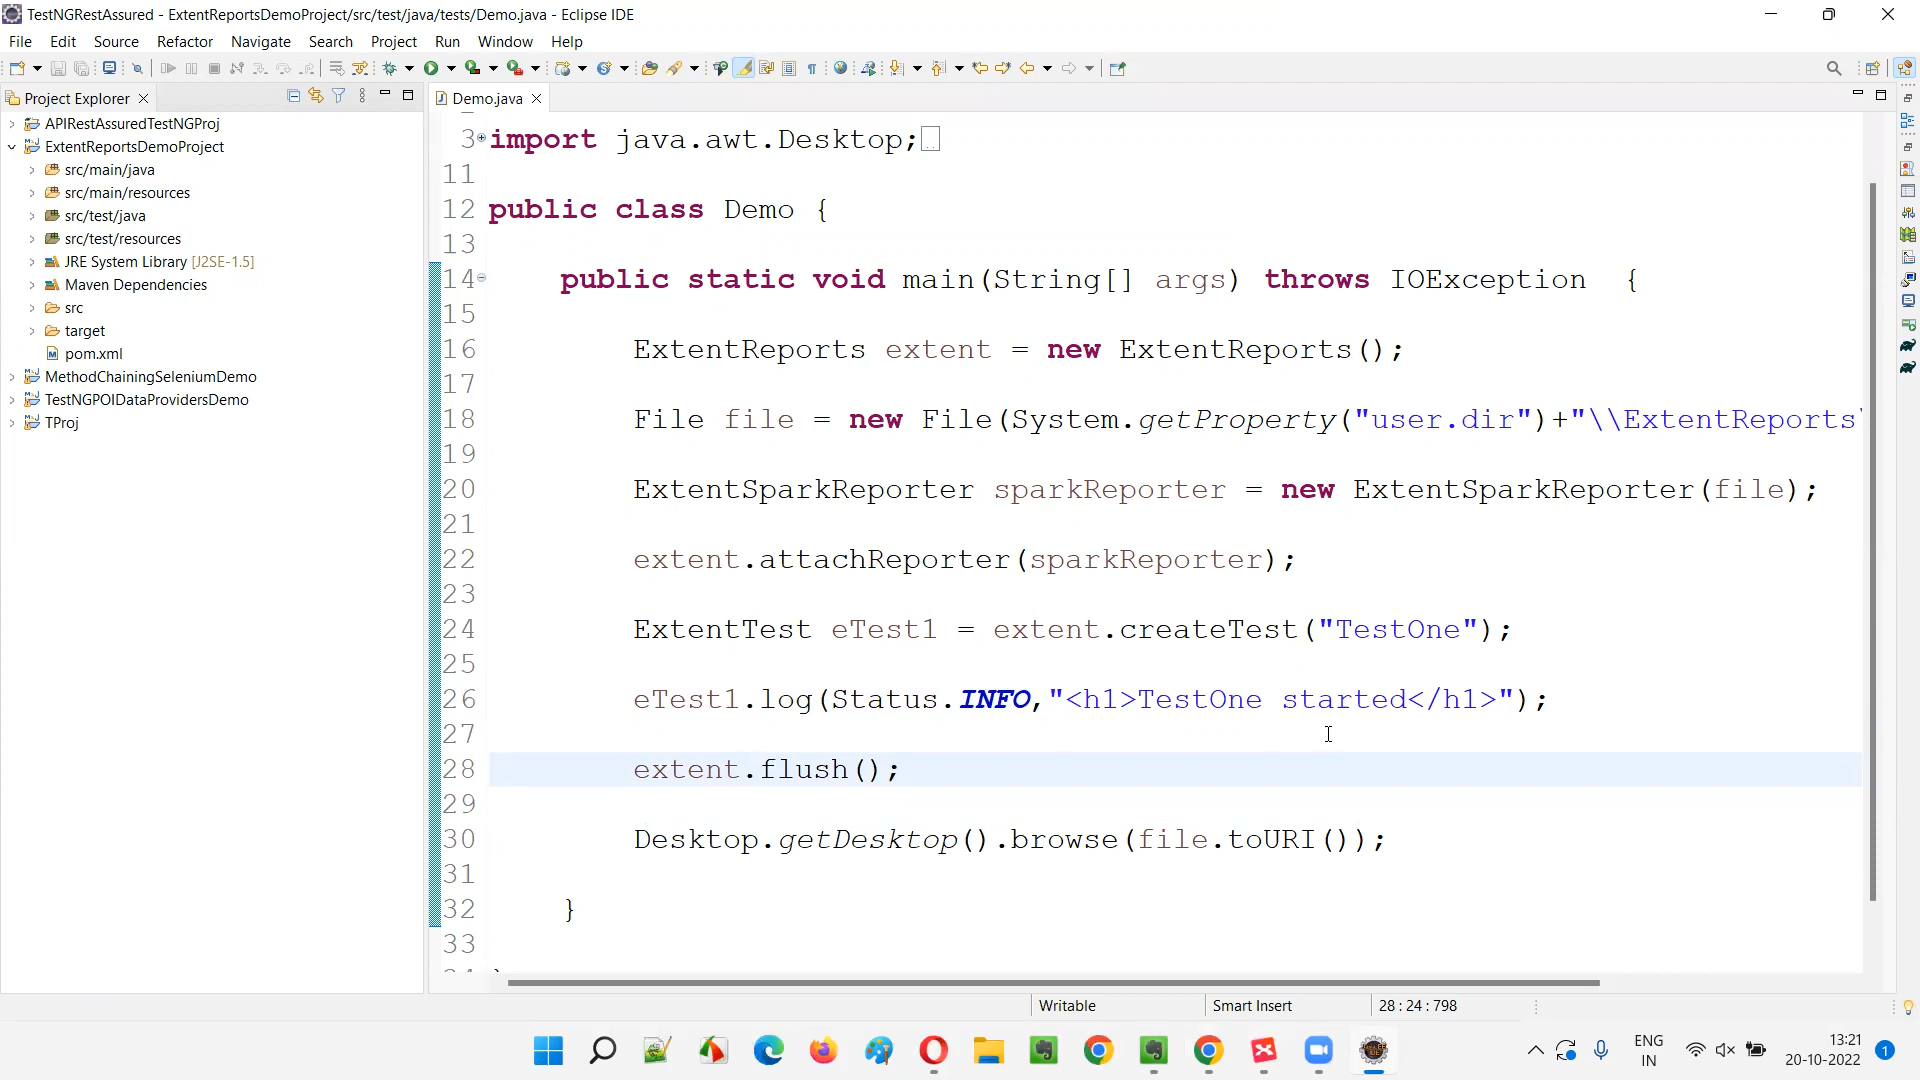 TestNGRestAssured - ExtentReportsDemoProject/src/test/java/tests/Demo.java - Eclipse IDE
File Edit Source Refactor Navigate Search Project Run Window Help
Project Explorer
APIRestAssuredTestNGProj
ExtentReportsDemoProject
src/main/java
src/main/resources
src/test/java
src/test/resources
JRE System Library [J2SE-1.5]
Maven Dependencies
src
target
pom.xml
MethodChainingSeleniumDemo
TestNGPOIDataProvidersDemo
TProj
Demo.java
3 import java.awt.Desktop;
11
12 public class Demo {
13
14 public static void main(String[] args) throws IOException {
15
16 ExtentReports extent = new ExtentReports();
17
18 File file = new File(System.getProperty("user.dir")+"\\ExtentReports
19
20 ExtentSparkReporter sparkReporter = new ExtentSparkReporter(file);
21
22 extent.attachReporter(sparkReporter);
23
24 ExtentTest eTest1 = extent.createTest("TestOne");
25
26 eTest1.log(Status.INFO,"<h1>TestOne started</h1>");
27
28 extent.flush();
29
30 Desktop.getDesktop().browse(file.toURI());
31
32 }
33
Writable Smart Insert 28 : 24 : 798
ENG
IN
13:21
20-10-2022
1